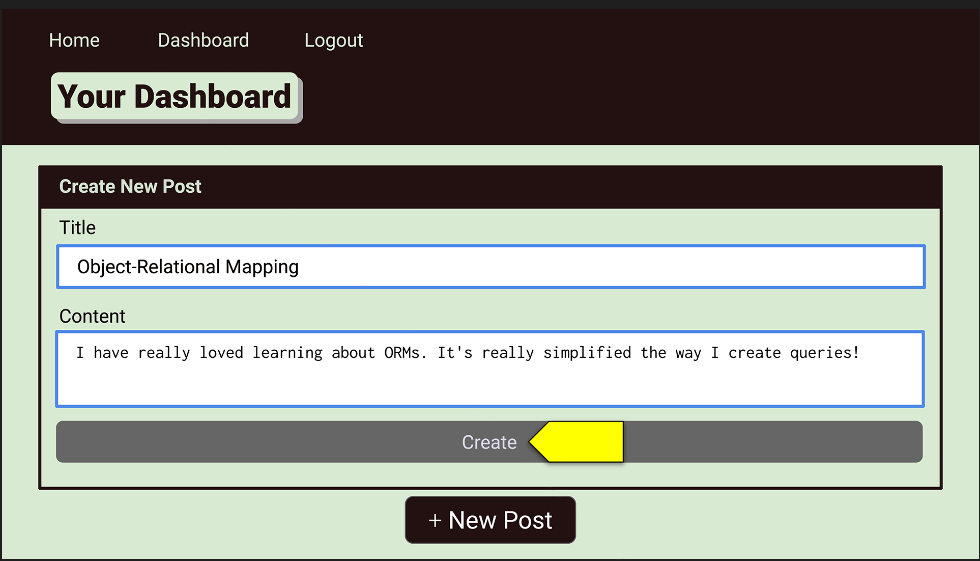 Home Dashboard Logout
Your Dashboard
Create New Post
Title
Object-Relational Mapping
Content
I have really loved learning about ORMs. It's really simplified the way I create queries!
Create
+ New Post